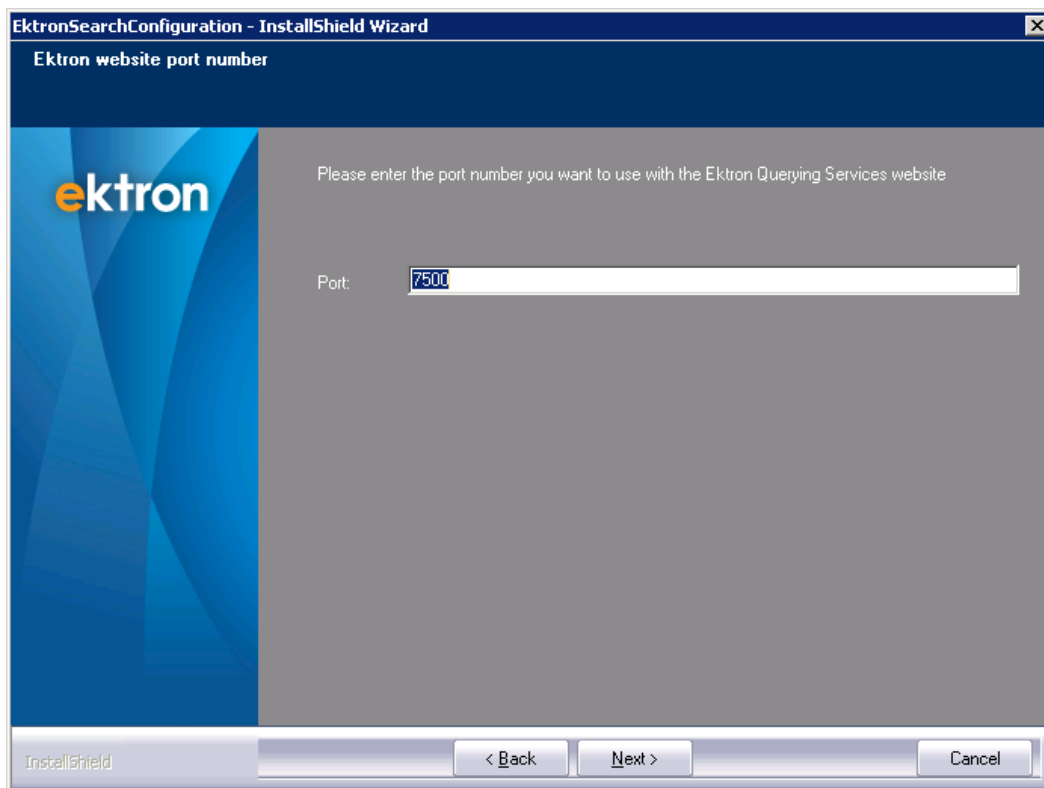 EktronSearchConfiguration - InstallShield Wizard
Ektron website port number
ektron
Please enter the port number you want to use with the Ektron Querying Services website
Port:
7500
InstallShield
< Back
Next >
Cancel